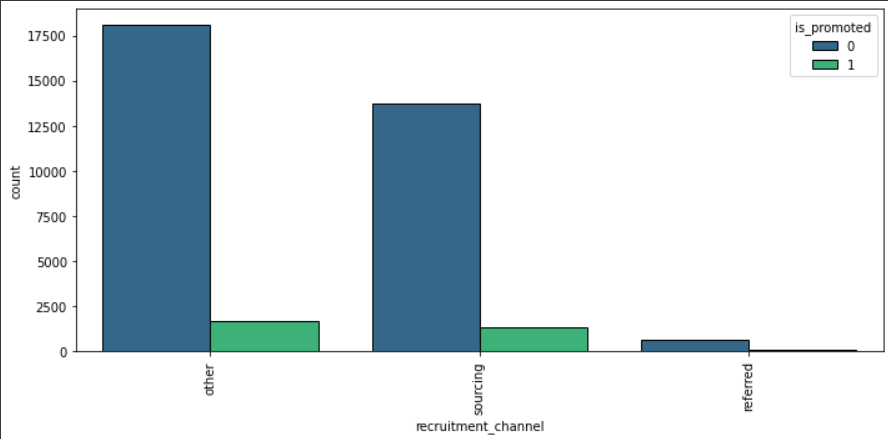 is_promoted
0
1
17500
15000
12500
10000
7500
5000
2500
0
count
other
sourcing
referred
recruitment_channel